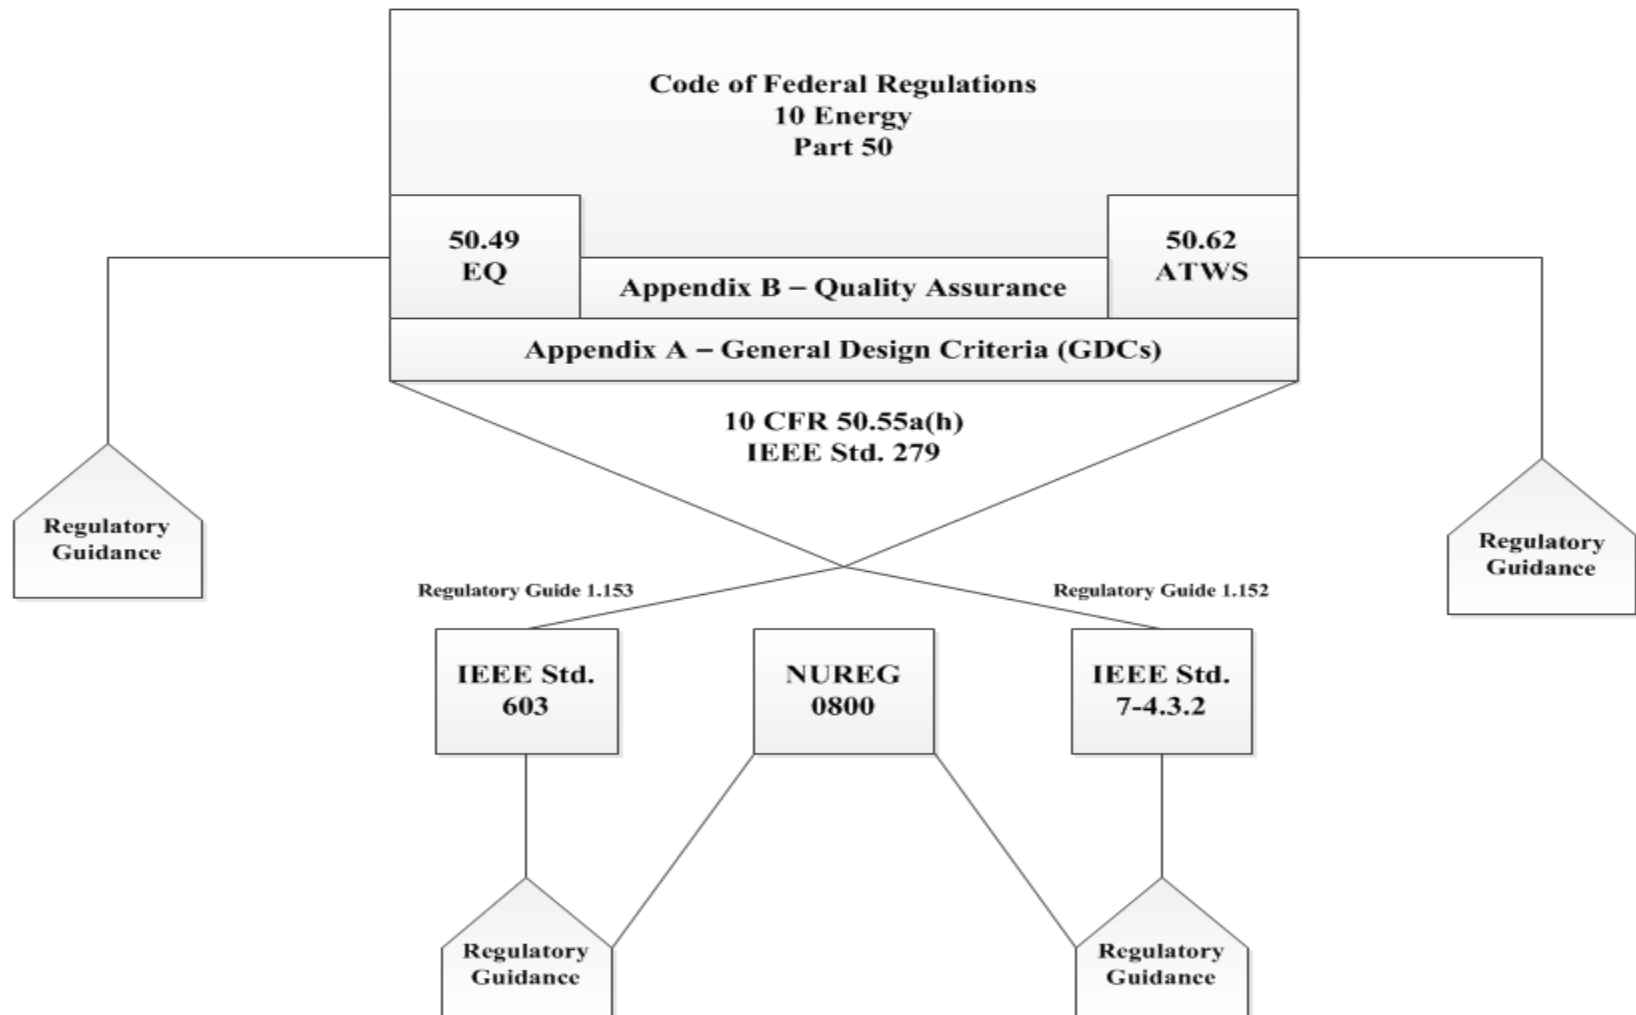 Code of Federal Regulations
10 Energy
Part 50
50.49
EQ
50.62
ATWS
Appendix B – Quality Assurance
Appendix A – General Design Criteria (GDCs)
10 CFR 50.55a(h)
IEEE Std. 279
Regulatory
Guidance
Regulatory
Guidance
Regulatory Guide 1.153
Regulatory Guide 1.152
IEEE Std.
603
NUREG
0800
IEEE Std.
7-4.3.2
Regulatory
Guidance
Regulatory
Guidance